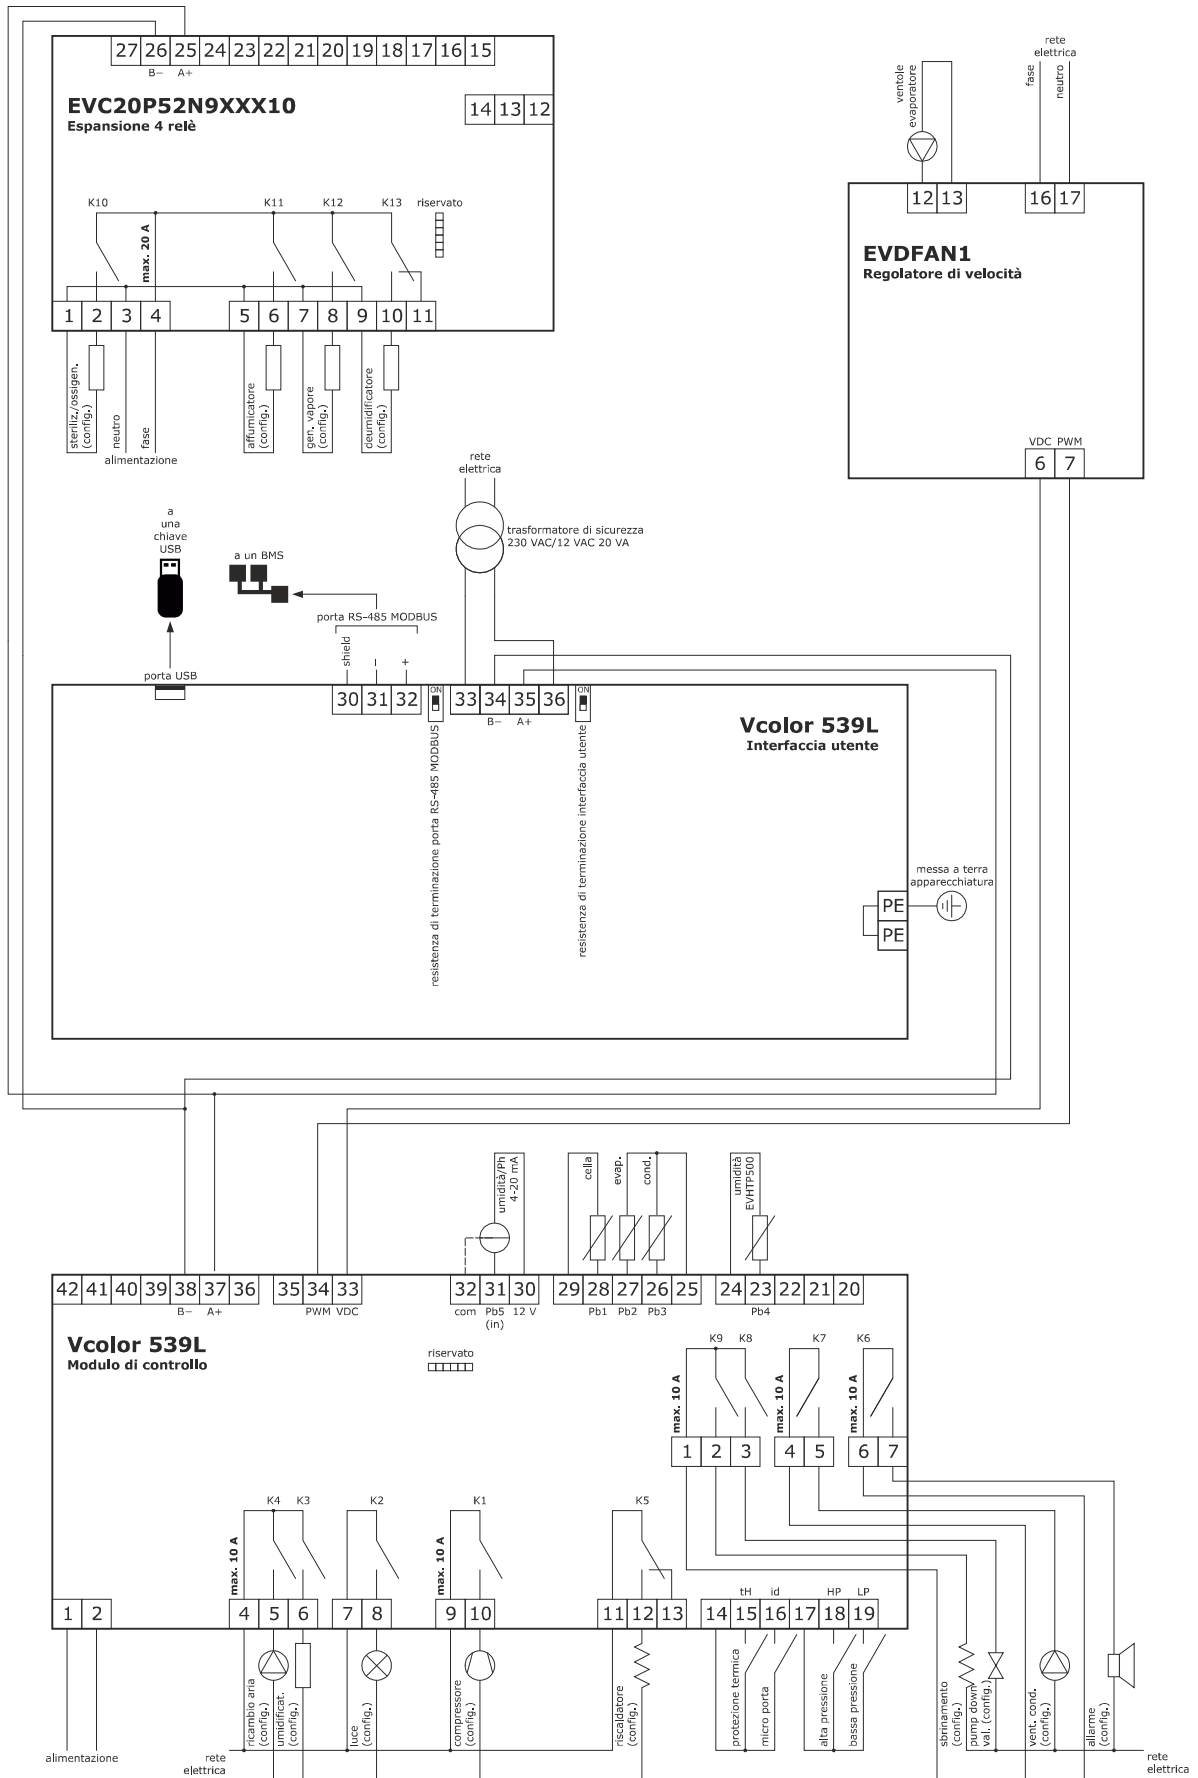 27 26 25 24 23 22 21 20 19 18 17 16 15
B− A+
EVC20P52N9XXX10
Espansione 4 relè
14 13 12
K10 K11 K12 K13 riservato
max. 20 A
1 2 3 4 5 6 7 8 9 10 11
steriliz./ossigen.
(config.)
neutro
fase
alimentazione
affumicatore
(config.)
gen. vapore
(config.)
deumidificatore
(config.)
ventole
evaporatore
rete
elettrica
fase
neutro
12 13 16 17
EVDFAN1
Regolatore di velocità
VDC PWM
6 7
rete
elettrica
trasformatore di sicurezza
230 VAC/12 VAC 20 VA
a
una
chiave
USB
a un BMS
porta RS-485 MODBUS
shield
−
+
porta USB
30 31 32 ON 33 34 35 36 ON
B− A+
resistenza di terminazione porta RS-485 MODBUS
resistenza di terminazione interfaccia utente
Vcolor 539L
Interfaccia utente
messa a terra
apparecchiatura
PE
PE
umidità/Ph
4-20 mA
cella
evap.
cond.
umidità
EVHTP500
42 41 40 39 38 37 36 35 34 33 32 31 30 29 28 27 26 25 24 23 22 21 20
B− A+ PWM VDC com Pb5 12 V Pb1 Pb2 Pb3 Pb4
(in)
Vcolor 539L
Modulo di controllo
riservato
K9 K8 K7 K6
max. 10 A
max. 10 A
max. 10 A
1 2 3 4 5 6 7
K4 K3 K2 K1 K5
max. 10 A
max. 10 A
tH id HP LP
1 2 4 5 6 7 8 9 10 11 12 13 14 15 16 17 18 19
ricambio aria
(config.)
umidificat.
(config.)
luce
(config.)
compressore
(config.)
riscaldatore
(config.)
protezione termica
micro porta
alta pressione
bassa pressione
sbrinamento
(config.)
pump down
val. (config.)
vent. cond.
(config.)
allarme
(config.)
alimentazione
rete
elettrica
rete
elettrica